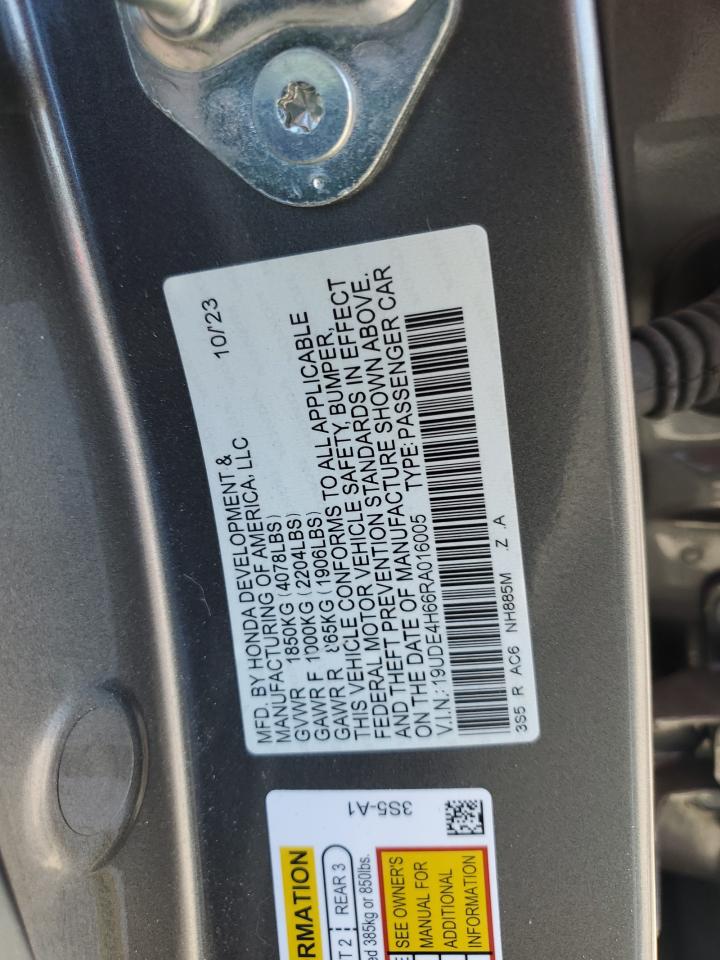 MFD. BY HONDA DEVELOPMENT & 10/23
MANUFACTURING OF AMERICA, LLC
GVWR 1850KG (4078LBS)
GAWR F 1000KG (2204LBS)
GAWR R 865KG (1906LBS)
THIS VEHICLE CONFORMS TO ALL APPLICABLE
FEDERAL MOTOR VEHICLE SAFETY, BUMPER,
AND THEFT PREVENTION STANDARDS IN EFFECT
ON THE DATE OF MANUFACTURE SHOWN ABOVE.
V.I.N.:19UDE4H66RA016005 TYPE:PASSENGER CAR
3S5 R AC6 NH885M .Z .A
3S5-A1
RMATION
T 2 REAR 3
ed 385kg or 850lbs.
SEE OWNER'S
MANUAL FOR
ADDITIONAL
INFORMATION